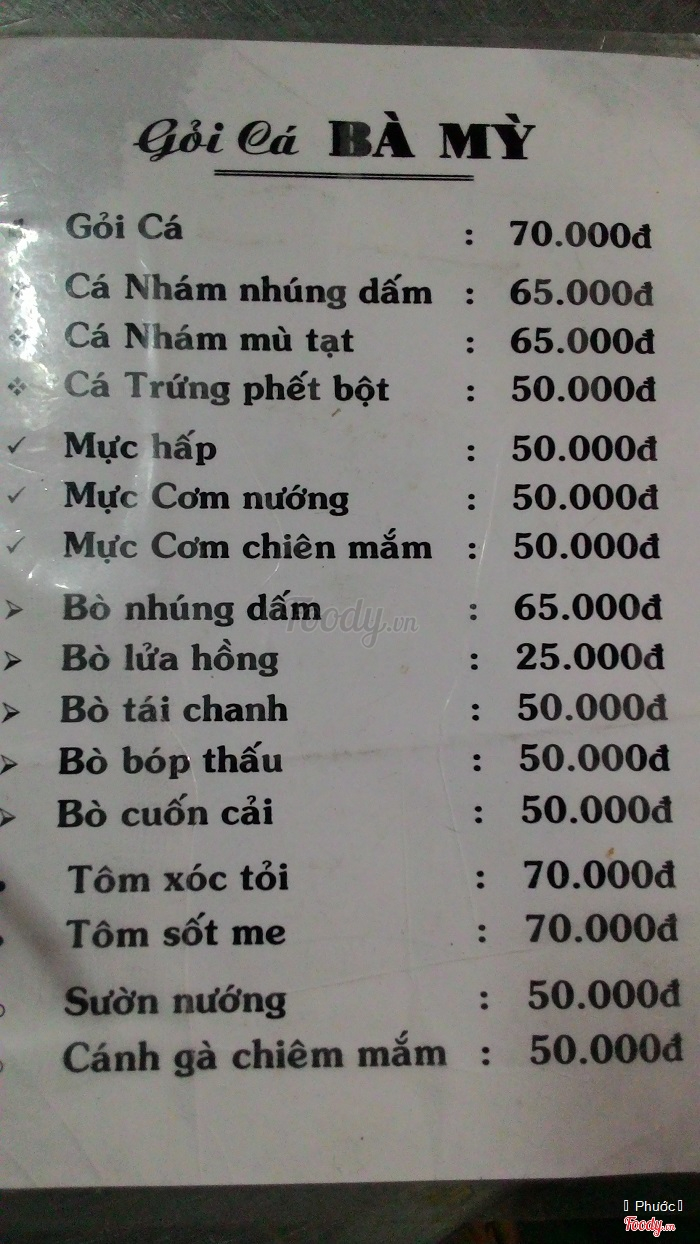 Gỏi Cá BÀ MỲ
Gỏi Cá : 70.000đ
Cá Nhám nhúng dấm : 65.000đ
Cá Nhám mù tạt : 65.000đ
Cá Trứng phết bột : 50.000đ
Mực hấp : 50.000đ
Mực Cơm nướng : 50.000đ
Mực Cơm chiên mắm : 50.000đ
Bò nhúng dấm : 65.000đ
Bò lửa hồng : 25.000đ
Bò tái chanh : 50.000đ
Bò bóp thấu : 50.000đ
Bò cuốn cải : 50.000đ
Tôm xóc tỏi : 70.000đ
Tôm sốt me : 70.000đ
Sườn nướng : 50.000đ
Cánh gà chiêm mắm : 50.000đ
Foody.vn
Phước
Foody.vn